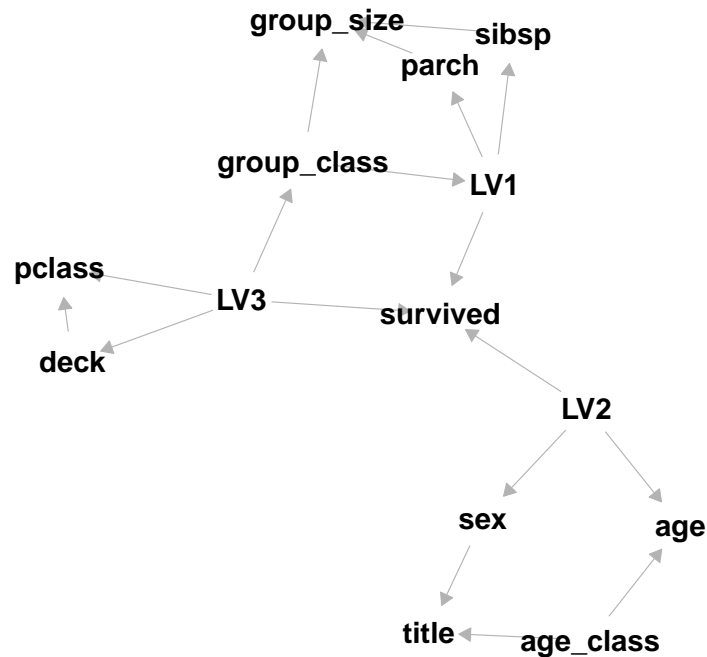 group_size
sibsp
parch
group_class
LV1
pclass
LV3
survived
deck
LV2
sex
age
title
age_class